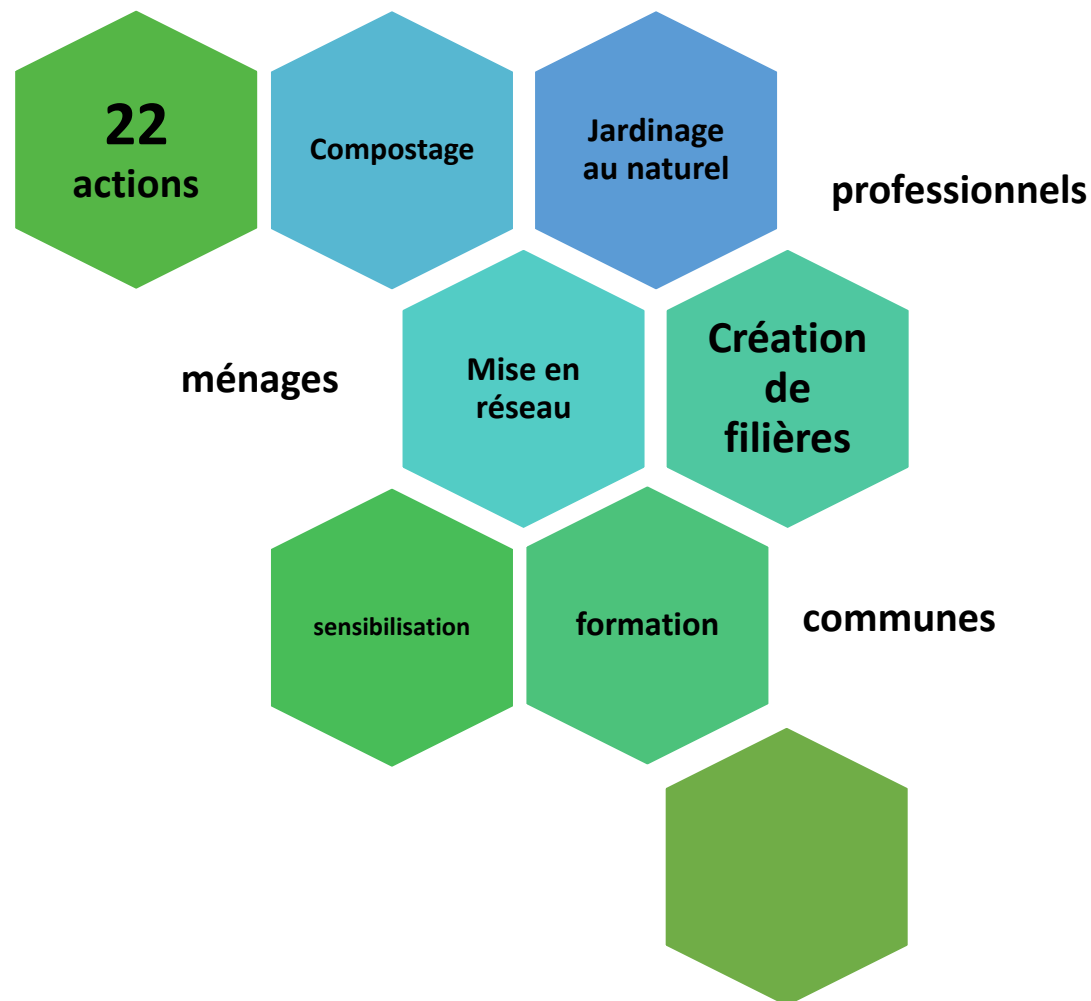 22
actions
Compostage
Jardinage
au naturel
professionnels
ménages
Mise en
réseau
Création
de
filières
sensibilisation
formation
communes